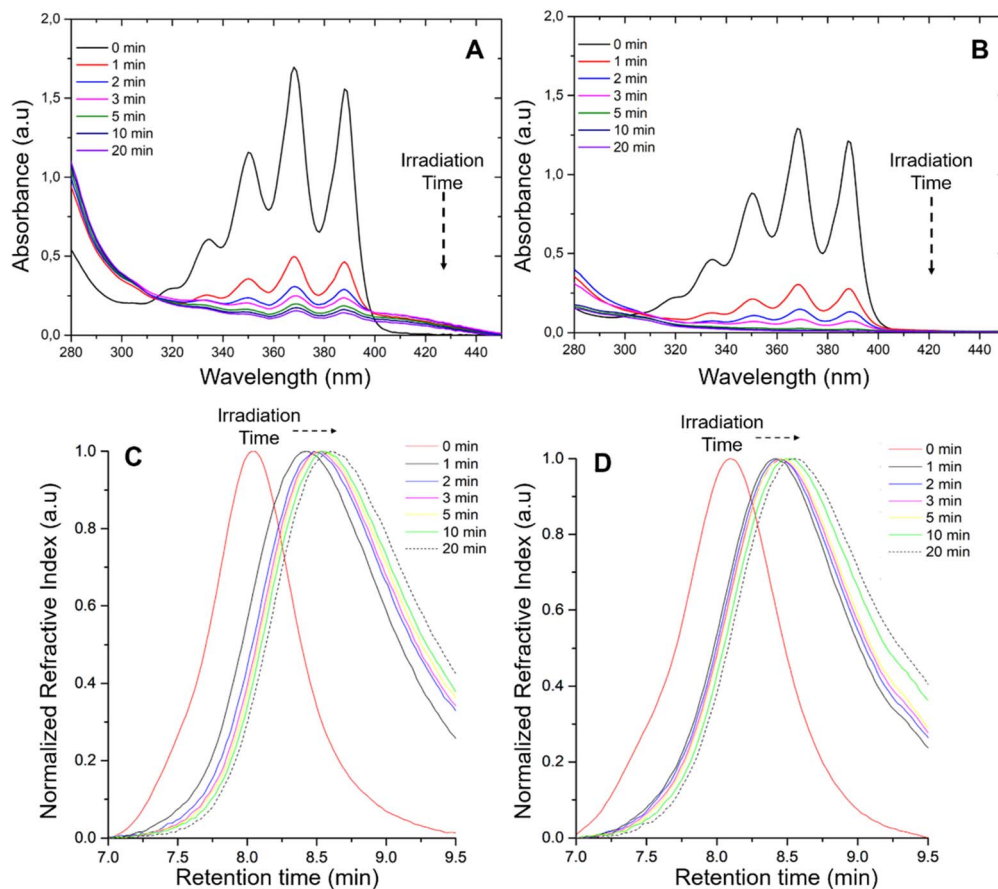 A
0 min
1 min
2 min
3 min
5 min
10 min
20 min
Irradiation
Time
Absorbance (a.u)
2,0
1,5
1,0
0,5
0,0
280 300 320 340 360 380 400 420 440
Wavelength (nm)
B
0 min
1 min
2 min
3 min
5 min
10 min
20 min
Irradiation
Time
Absorbance (a.u)
2,0
1,5
1,0
0,5
0,0
280 300 320 340 360 380 400 420 440
Wavelength (nm)
Irradiation
Time
C
0 min
1 min
2 min
3 min
5 min
10 min
20 min
Normalized Refractive Index (a.u)
1.0
0.8
0.6
0.4
0.2
0.0
7.0 7.5 8.0 8.5 9.0 9.5
Retention time (min)
Irradiation
Time
D
0 min
1 min
2 min
3 min
5 min
10 min
20 min
Normalized Refractive Index (a.u)
1.0
0.8
0.6
0.4
0.2
0.0
7.0 7.5 8.0 8.5 9.0 9.5
Retention time (min)